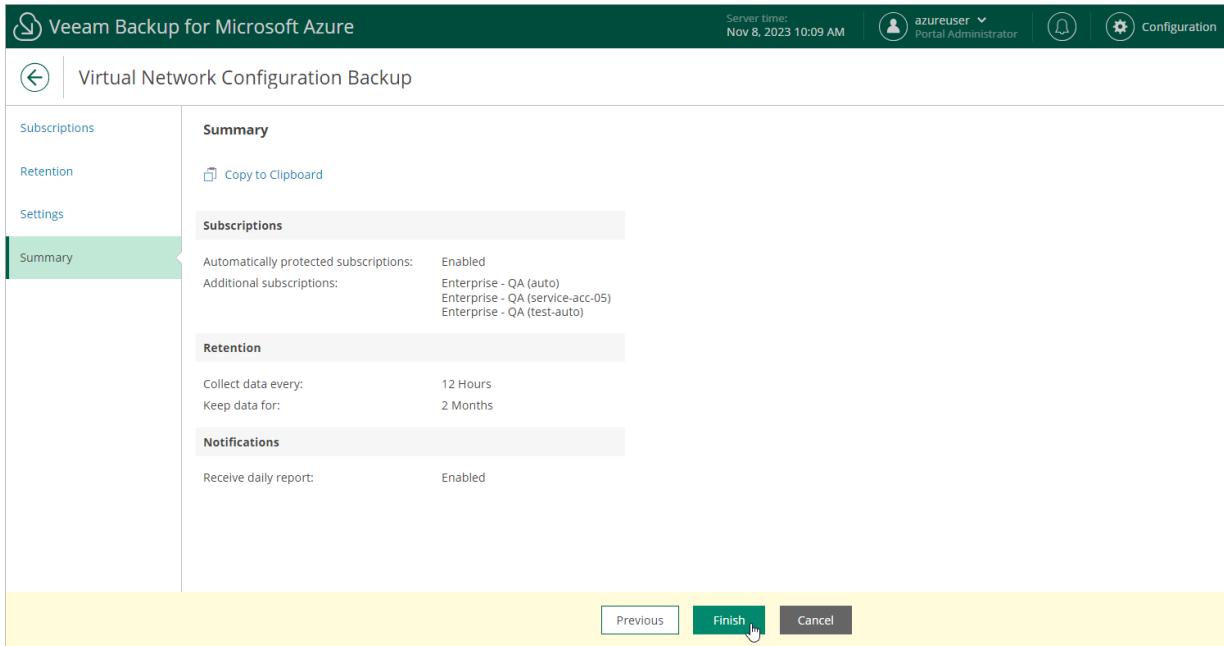 Veeam Backup for Microsoft Azure
Server time:
Nov 8, 2023 10:09 AM
azureuser
Portal Administrator
Configuration
Virtual Network Configuration Backup
Subscriptions
Retention
Settings
Summary
Summary
Copy to Clipboard
Subscriptions
Automatically protected subscriptions: Enabled
Additional subscriptions: Enterprise - QA (auto)
Enterprise - QA (service-acc-05)
Enterprise - QA (test-auto)
Retention
Collect data every: 12 Hours
Keep data for: 2 Months
Notifications
Receive daily report: Enabled
Previous Finish Cancel